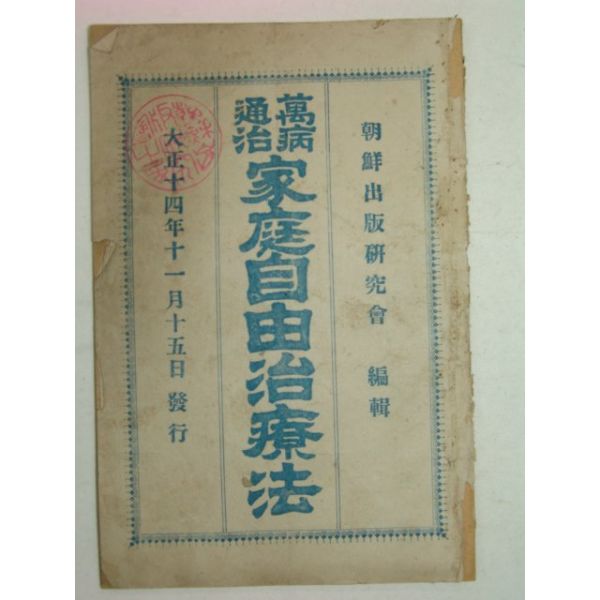 朝鮮出版硏究會 編輯
萬病通治 家庭自由治療法
大正十四年十一月十五日 發行